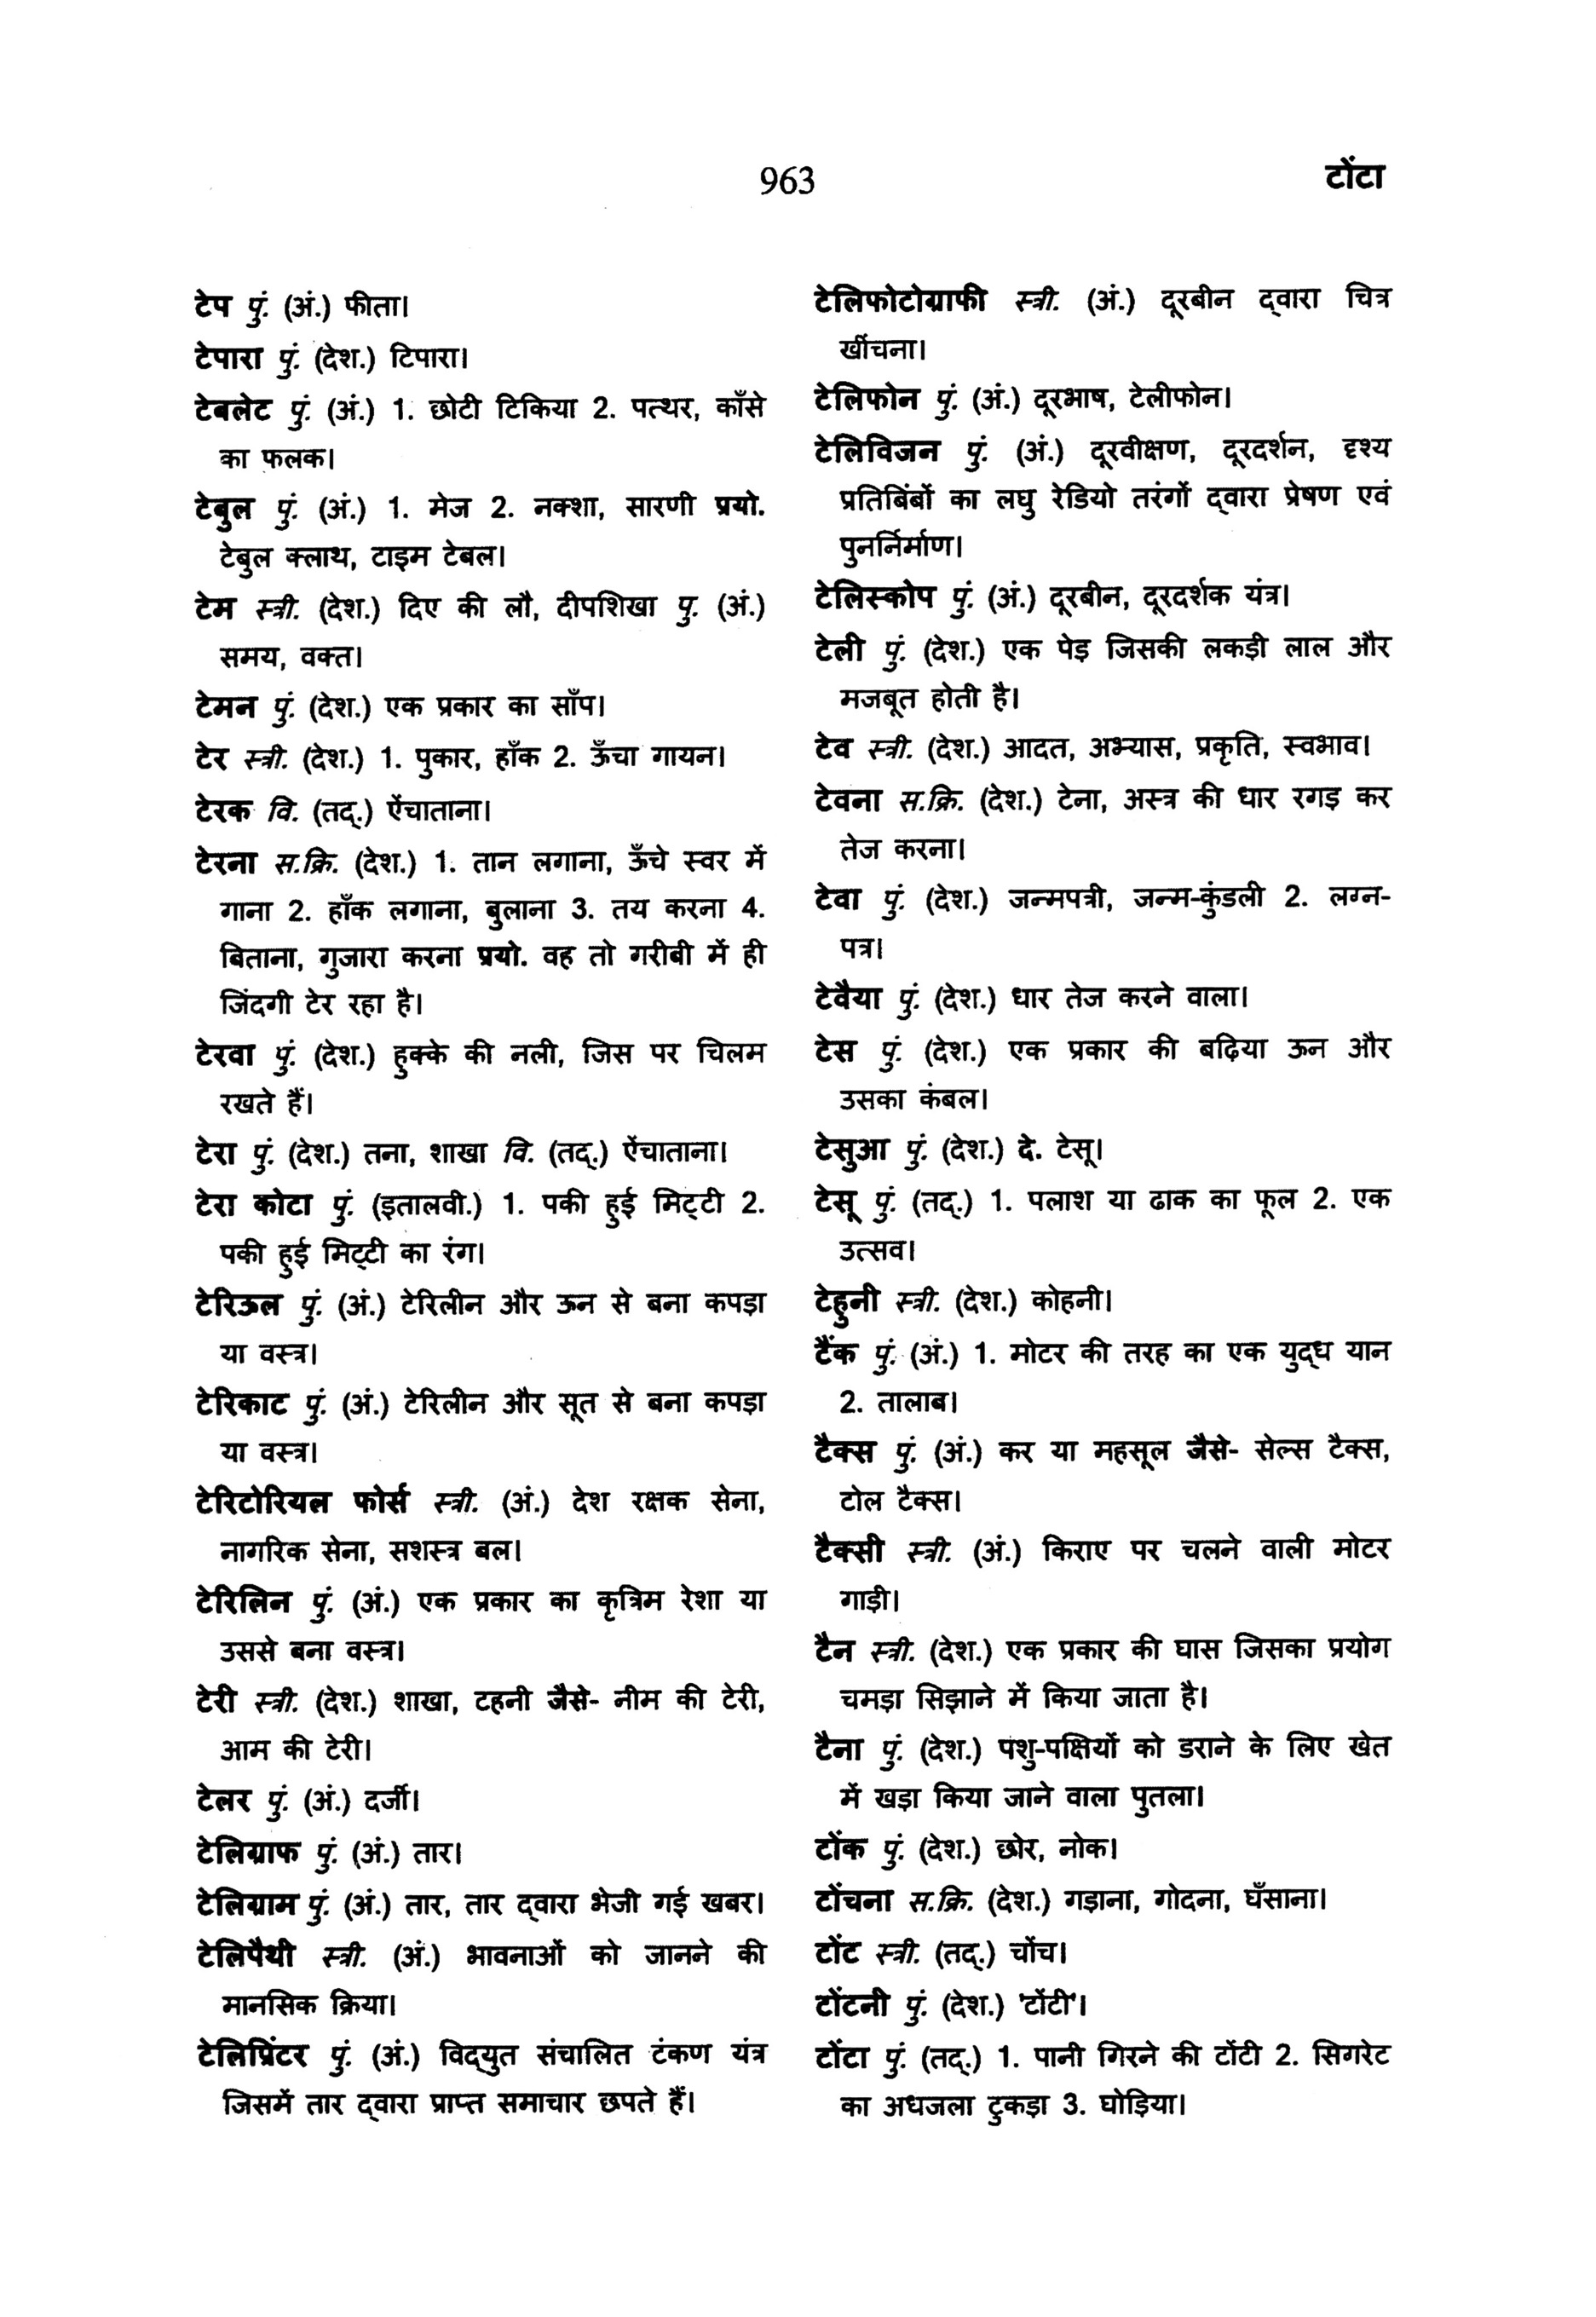 963
टोंटा
टेप पुं. (अं.) फीता।
टेपारा पुं. (देश.) टिपारा।
टेबलेट पुं. (अं.) 1. छोटी टिकिया 2. पत्थर, काँसे
का फलक।
टेबुल पुं. (अं.) 1. मेज 2. नक्शा, सारणी प्रयो.
टेबुल क्लाथ, टाइम टेबल।
टेम स्त्री. (देश.) दिए की लौ, दीपशिखा पु. (अं.)
समय, वक्त।
टेमन पुं. (देश.) एक प्रकार का साँप।
टेर स्त्री. (देश.) 1. पुकार, हाँक 2. ऊँचा गायन।
टेरक वि. (तद्.) ऐंचाताना।
टेरना स.क्रि. (देश.) 1. तान लगाना, ऊँचे स्वर में
गाना 2. हाँक लगाना, बुलाना 3. तय करना 4.
बिताना, गुजारा करना प्रयो. वह तो गरीबी में ही
जिंदगी टेर रहा है।
टेरवा पुं. (देश.) हुक्के की नली, जिस पर चिलम
रखते हैं।
टेरा पुं. (देश.) तना, शाखा वि. (तद्.) ऐंचाताना।
टेरा कोटा पुं. (इतालवी.) 1. पकी हुई मिट्टी 2.
पकी हुई मिट्टी का रंग।
टेरिऊल पुं. (अं.) टेरिलीन और ऊन से बना कपड़ा
या वस्त्र।
टेरिकाट पुं. (अं.) टेरिलीन और सूत से बना कपड़ा
या वस्त्र।
टेरिटोरियल फोर्स स्त्री. (अं.) देश रक्षक सेना,
नागरिक सेना, सशस्त्र बल।
टेरिलिन पुं. (अं.) एक प्रकार का कृत्रिम रेशा या
उससे बना वस्त्र।
टेरी स्त्री. (देश.) शाखा, टहनी जैसे- नीम की टेरी,
आम की टेरी।
टेलर पुं. (अं.) दर्जी।
टेलिग्राफ पुं. (अं.) तार।
टेलिग्राम पुं. (अं.) तार, तार द्वारा भेजी गई खबर।
टेलिपैथी स्त्री. (अं.) भावनाओं को जानने की
मानसिक क्रिया।
टेलिप्रिंटर पुं. (अं.) विद्युत संचालित टंकण यंत्र
जिसमें तार द्वारा प्राप्त समाचार छपते हैं।
टेलिफोटोग्राफी स्त्री. (अं.) दूरबीन द्वारा चित्र
खींचना।
टेलिफोन पुं. (अं.) दूरभाष, टेलीफोन।
टेलिविजन पुं. (अं.) दूरवीक्षण, दूरदर्शन, दृश्य
प्रतिबिंबों का लघु रेडियो तरंगों द्वारा प्रेषण एवं
पुनर्निर्माण।
टेलिस्कोप पुं. (अं.) दूरबीन, दूरदर्शक यंत्र।
टेली पुं. (देश.) एक पेड़ जिसकी लकड़ी लाल और
मजबूत होती है।
टेव स्त्री. (देश.) आदत, अभ्यास, प्रकृति, स्वभाव।
टेवना स.क्रि. (देश.) टेना, अस्त्र की धार रगड़ कर
तेज करना।
टेवा पुं. (देश.) जन्मपत्री, जन्म-कुंडली 2. लग्न-
पत्र।
टेवैया पुं. (देश.) धार तेज करने वाला।
टेस पुं. (देश.) एक प्रकार की बढ़िया ऊन और
उसका कंबल।
टेसुआ पुं. (देश.) दे. टेसू।
टेसू पुं. (तद्.) 1. पलाश या ढाक का फूल 2. एक
उत्सव।
टेहुनी स्त्री. (देश.) कोहनी।
टैंक पुं. (अं.) 1. मोटर की तरह का एक युद्ध यान
2. तालाब।
टैक्स पुं. (अं.) कर या महसूल जैसे- सेल्स टैक्स,
टोल टैक्स।
टैक्सी स्त्री. (अं.) किराए पर चलने वाली मोटर
गाड़ी।
टैन स्त्री. (देश.) एक प्रकार की घास जिसका प्रयोग
चमड़ा सिझाने में किया जाता है।
टैना पुं. (देश.) पशु-पक्षियों को डराने के लिए खेत
में खड़ा किया जाने वाला पुतला।
टोंक पुं. (देश.) छोर, नोक।
टोंचना स.क्रि. (देश.) गड़ाना, गोदना, घँसाना।
टोंट स्त्री. (तद्.) चोंच।
टोंटनी पुं. (देश.) 'टोंटी'।
टोंटा पुं. (तद्.) 1. पानी गिरने की टोंटी 2. सिगरेट
का अधजला टुकड़ा 3. घोड़िया।